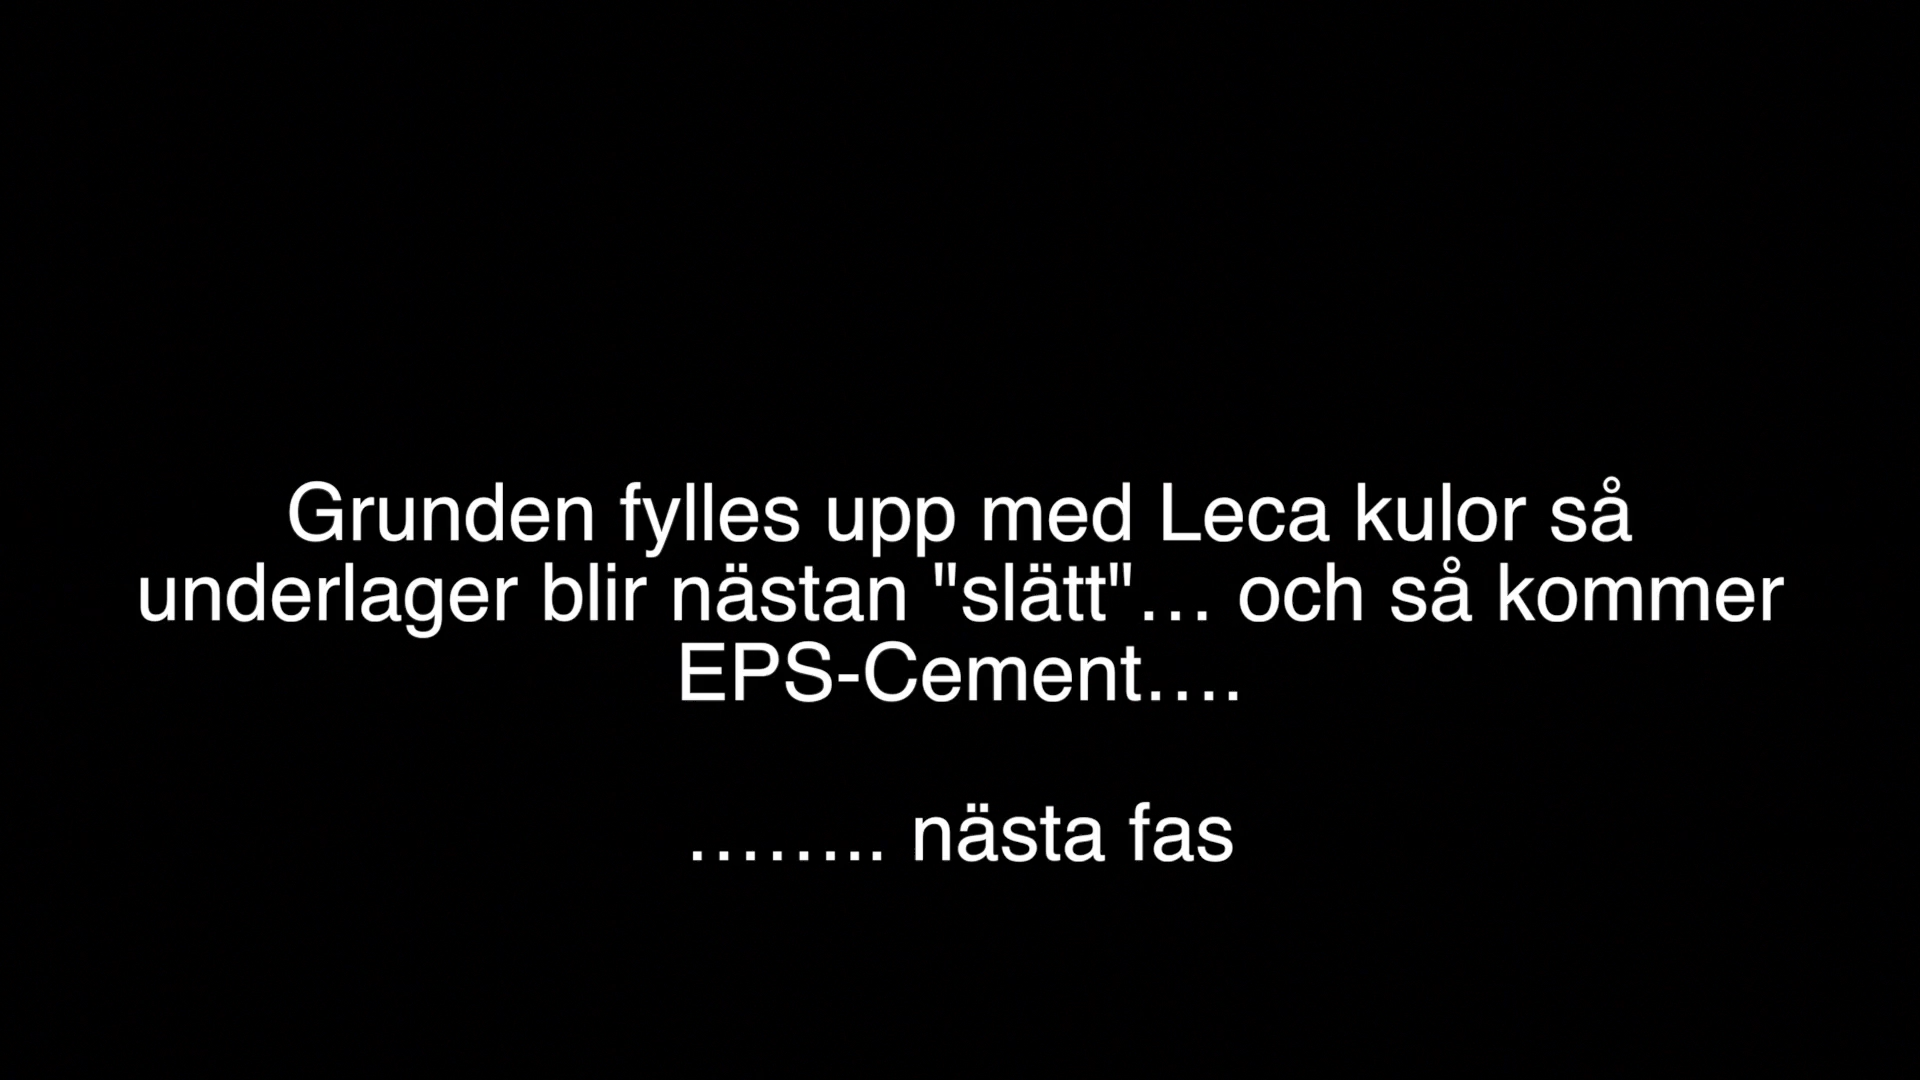 Grunden fylles upp med Leca kulor så
underlager blir nästan "slätt"… och så kommer
EPS-Cement….
…….. nästa fas